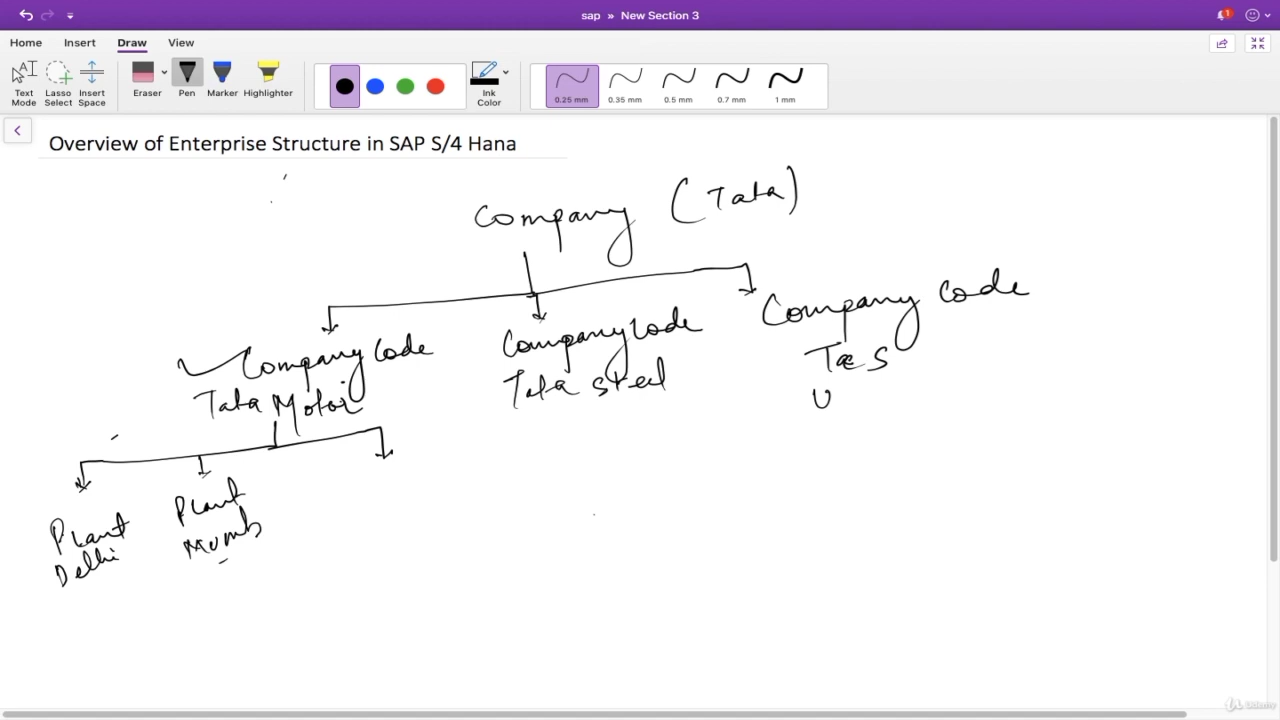 sap » New Section 3
1
Home Insert Draw View
Text Mode
Lasso Select
Insert Space
Eraser
Pen
Marker
Highlighter
Ink Color
0.25 mm
0.35 mm
0.5 mm
0.7 mm
1 mm
Overview of Enterprise Structure in SAP S/4 Hana
Company (Tata)
Company Code
Tata Motor
Company Code
Tata Steel
Company Code
U
Plant
Delhi
Plant
Mumb
Udemy